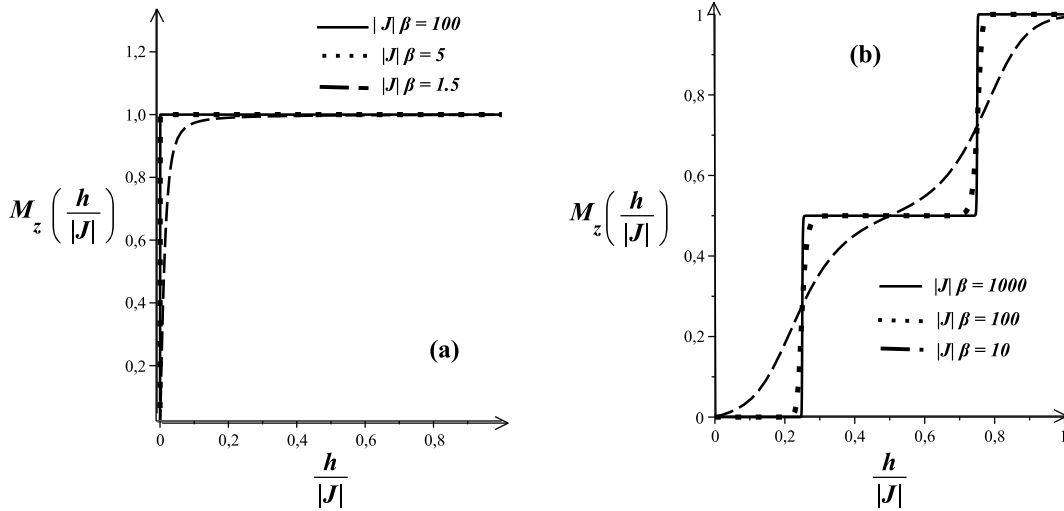 | J| β = 100
|J| β = 5
|J| β = 1.5
1,2
1,0
0,8
0,6
0,4
0,2
M_z (h/|J|)
(a)
0
0,2
0,4
0,6
0,8
h
|J|
(b)
1
0,8
0,6
0,4
0,2
0
M_z (h/|J|)
|J| β = 1000
|J| β = 100
|J| β = 10
0
0,2
0,4
0,6
0,8
1
h
|J|